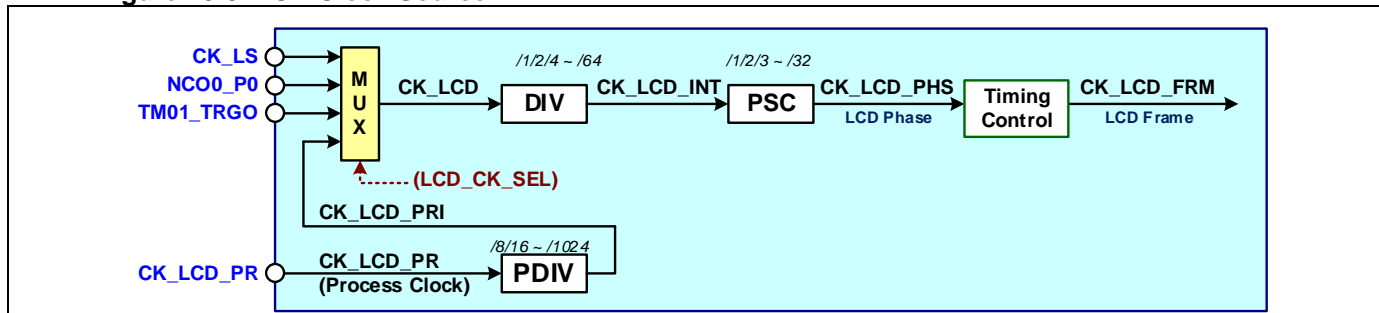 CK_LS
NCO0_P0
TM01_TRGO
M
U
X
CK_LCD
/1/2/4 ~ /64
DIV
CK_LCD_INT
/1/2/3 ~ /32
PSC
CK_LCD_PHS
LCD Phase
Timing
Control
CK_LCD_FRM
LCD Frame
(LCD_CK_SEL)
CK_LCD_PRI
CK_LCD_PR
CK_LCD_PR
(Process Clock)
/8/16 ~ /1024
PDIV